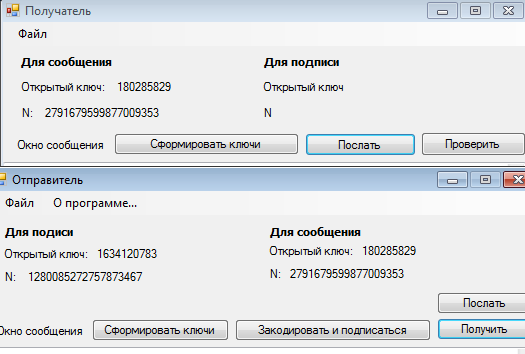 Получатель
Файл
Для сообщения Для подписи
Открытый ключ: 180285829 Открытый ключ
N: 2791679599877009353 N
Окно сообщения Сформировать ключи Послать Проверить
Отправитель
Файл О программе...
Для подиси Для сообщения
Открытый ключ: 1634120783 Открытый ключ: 180285829
N: 1280085272757873467 N: 2791679599877009353
Послать
Окно сообщения Сформировать ключи Закодировать и подписаться Получить